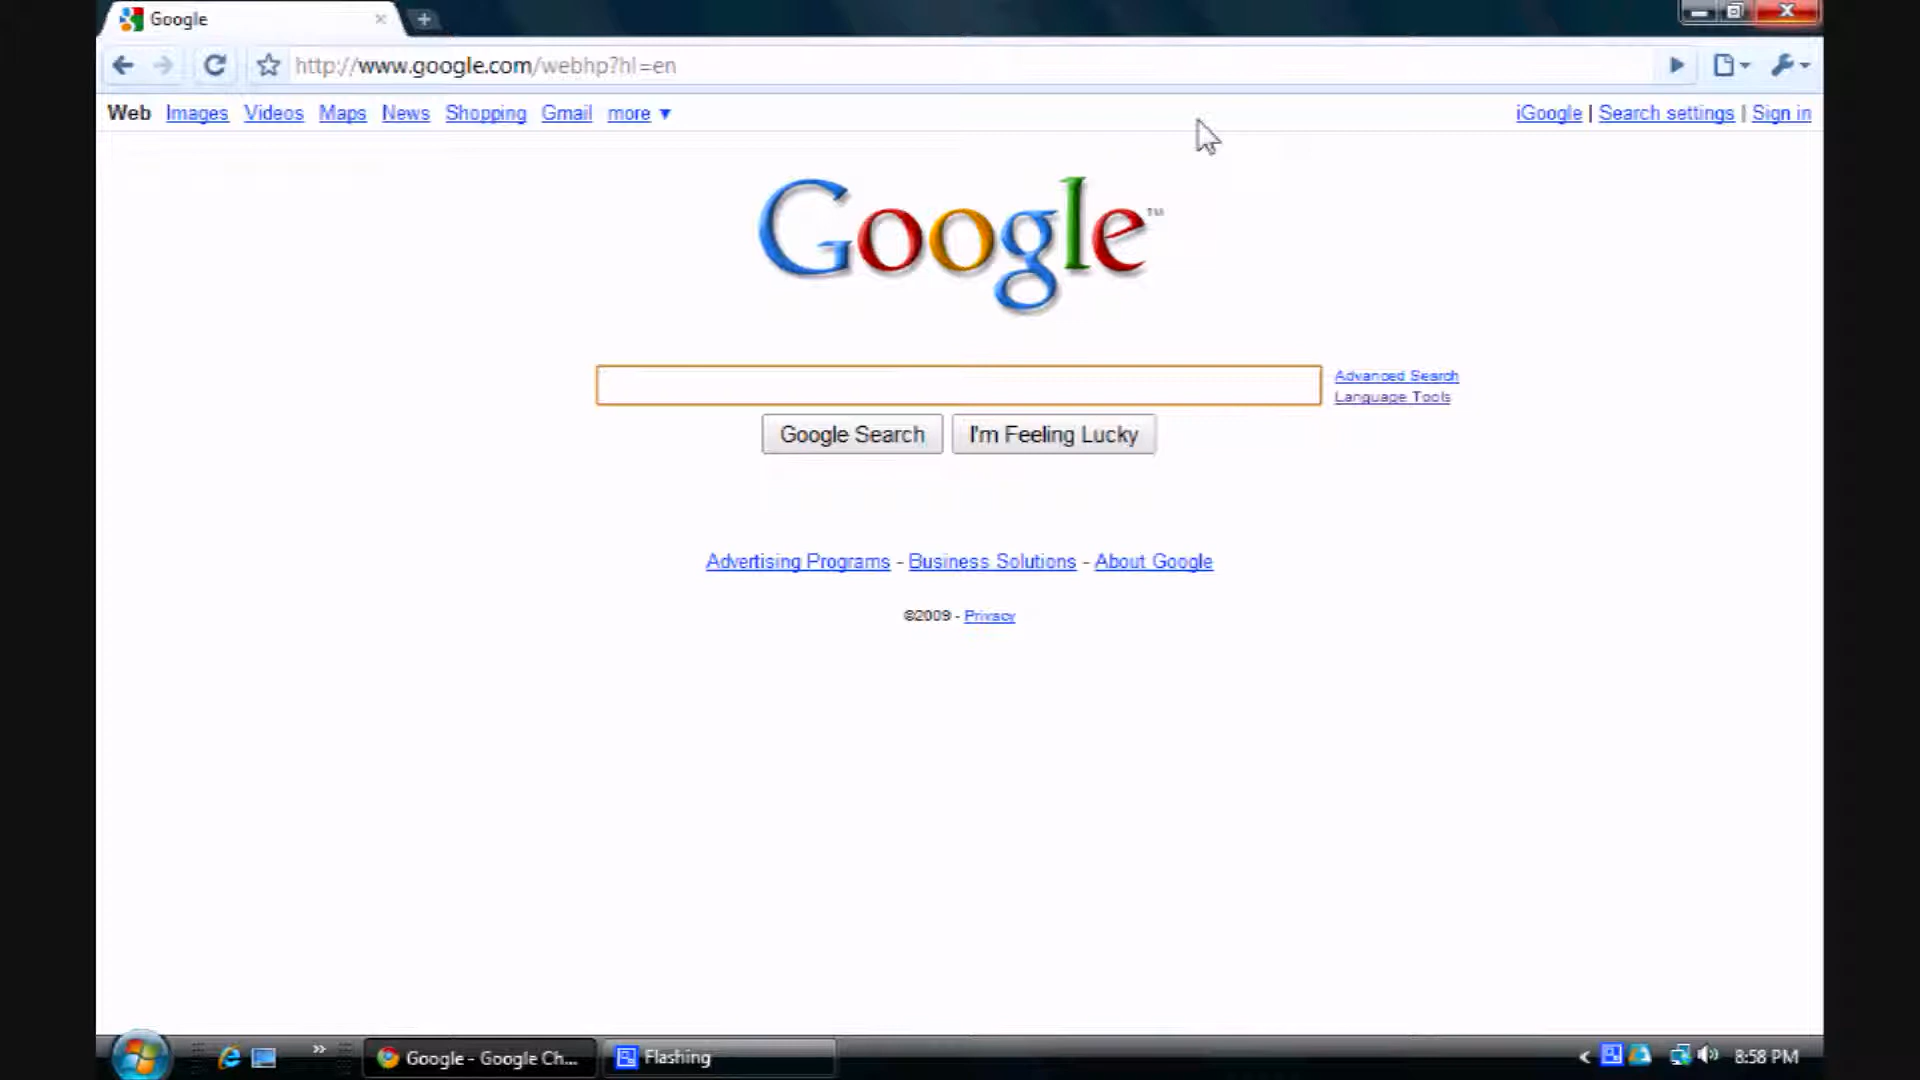 Google
http://www.google.com/webhp?hl=en
Web Images Videos Maps News Shopping Gmail more ▼ iGoogle | Search settings | Sign in
Google™
Advanced Search
Language Tools
Google Search I'm Feeling Lucky
Advertising Programs - Business Solutions - About Google
©2009 - Privacy
» Google - Google Ch... Flashing < 8:58 PM